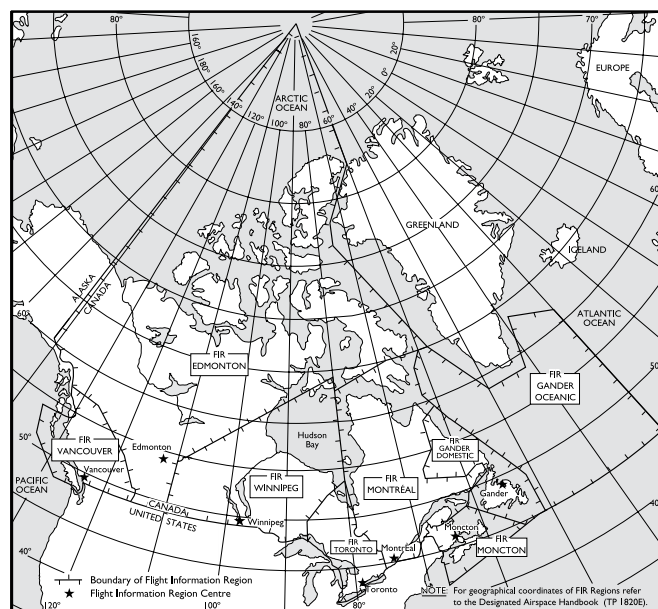 80°
80°
70°
160°
180°
160°
140°
120°
100°
80°
60°
40°
20°
0°
20°
EUROPE
ARCTIC
OCEAN
GREENLAND
ICELAND
ALASKA
CANADA
60°
60°
ATLANTIC
OCEAN
FIR
EDMONTON
FIR
GANDER
OCEANIC
50°
50°
Hudson
Bay
FIR
VANCOUVER
Edmonton
Vancouver
FIR
WINNIPEG
FIR
MONTRÉAL
FIR
GANDER
DOMESTIC
Gander
PACIFIC
OCEAN
CANADA
UNITED STATES
Winnipeg
FIR
TORONTO
Montréal
Moncton
FIR
MONCTON
40°
40°
Toronto
Boundary of Flight Information Region
Flight Information Region Centre
120°
100°
80°
60°
NOTE: For geographical coordinates of FIR Regions refer
to the Designated Airspace Handbook (TP 1820E).